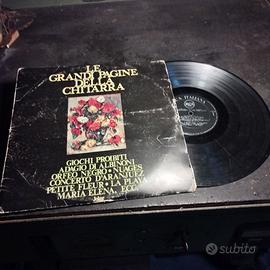 LE
GRANDI PAGINE
DELLA
CHITARRA
GIOCHI PROIBITI
ADAGIO DI ALBINONI
ORFEO NEGRO • NUAGES
CONCERTO D'ARANJUEZ
PETITE FLEUR • LA PLAYA
MARIA ELENA, ECC.
ITALIANA
subito